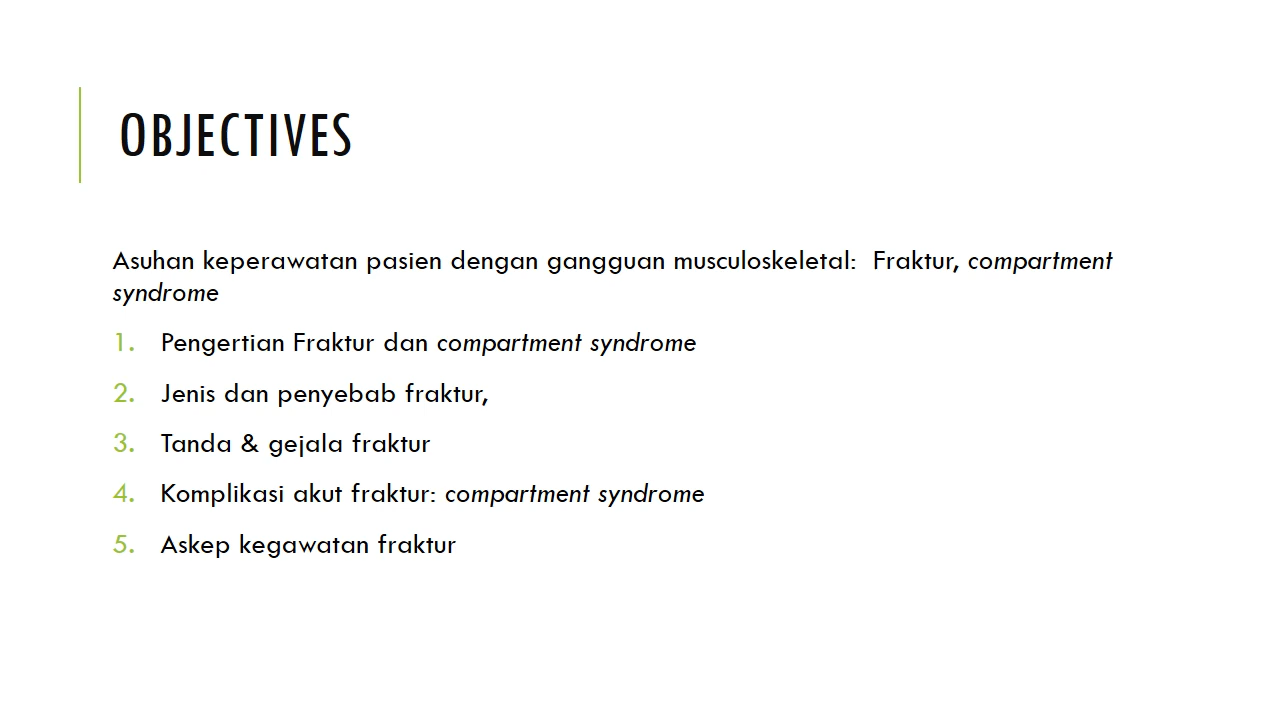 OBJECTIVES
Asuhan keperawatan pasien dengan gangguan musculoskeletal:  Fraktur, compartment
syndrome
1. Pengertian Fraktur dan compartment syndrome
2. Jenis dan penyebab fraktur,
3. Tanda & gejala fraktur
4. Komplikasi akut fraktur: compartment syndrome
5. Askep kegawatan fraktur